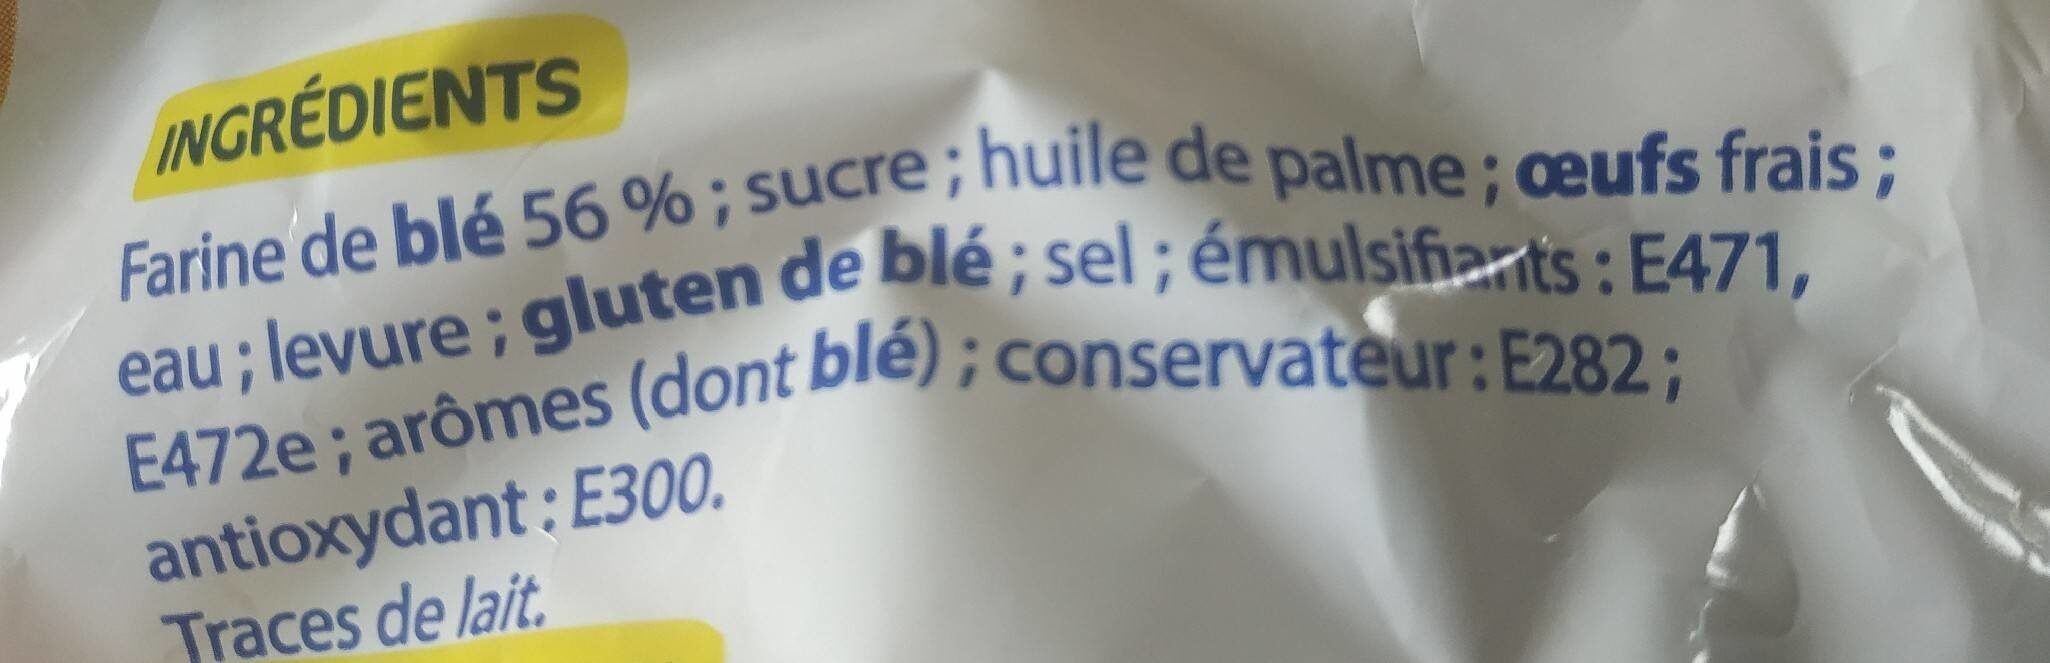 INGRÉDIENTS
Farine de blé 56 % ; sucre ; huile de palme ; œufs frais ;
eau ; levure ; gluten de blé ; sel ; émulsifiants : E471,
E472e ; arômes (dont blé) ; conservateur : E282 ;
antioxydant : E300.
Traces de lait.